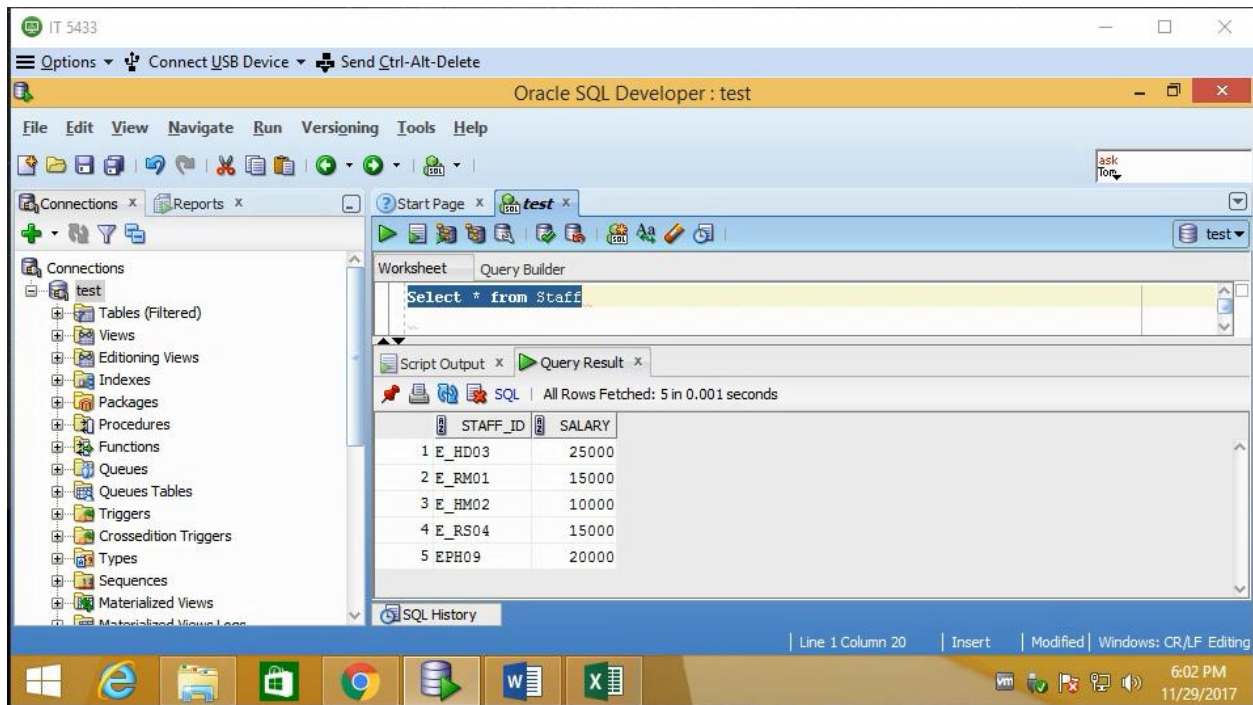 IT 5433
Options Connect USB Device Send Ctrl-Alt-Delete
Oracle SQL Developer : test
File Edit View Navigate Run Versioning Tools Help
ask
Tom
Connections x Reports x Start Page x test x
test
Connections
test
Tables (Filtered)
Views
Editioning Views
Indexes
Packages
Procedures
Functions
Queues
Queues Tables
Triggers
Crossedition Triggers
Types
Sequences
Materialized Views
Materialized Views Logs
Worksheet Query Builder
Select * from Staff
Script Output x Query Result x
SQL | All Rows Fetched: 5 in 0.001 seconds
STAFF_ID SALARY
1 E_HD03 25000
2 E_RM01 15000
3 E_HM02 10000
4 E_RS04 15000
5 EPH09 20000
SQL History
Line 1 Column 20 | Insert | Modified | Windows: CR/LF Editing
6:02 PM
11/29/2017